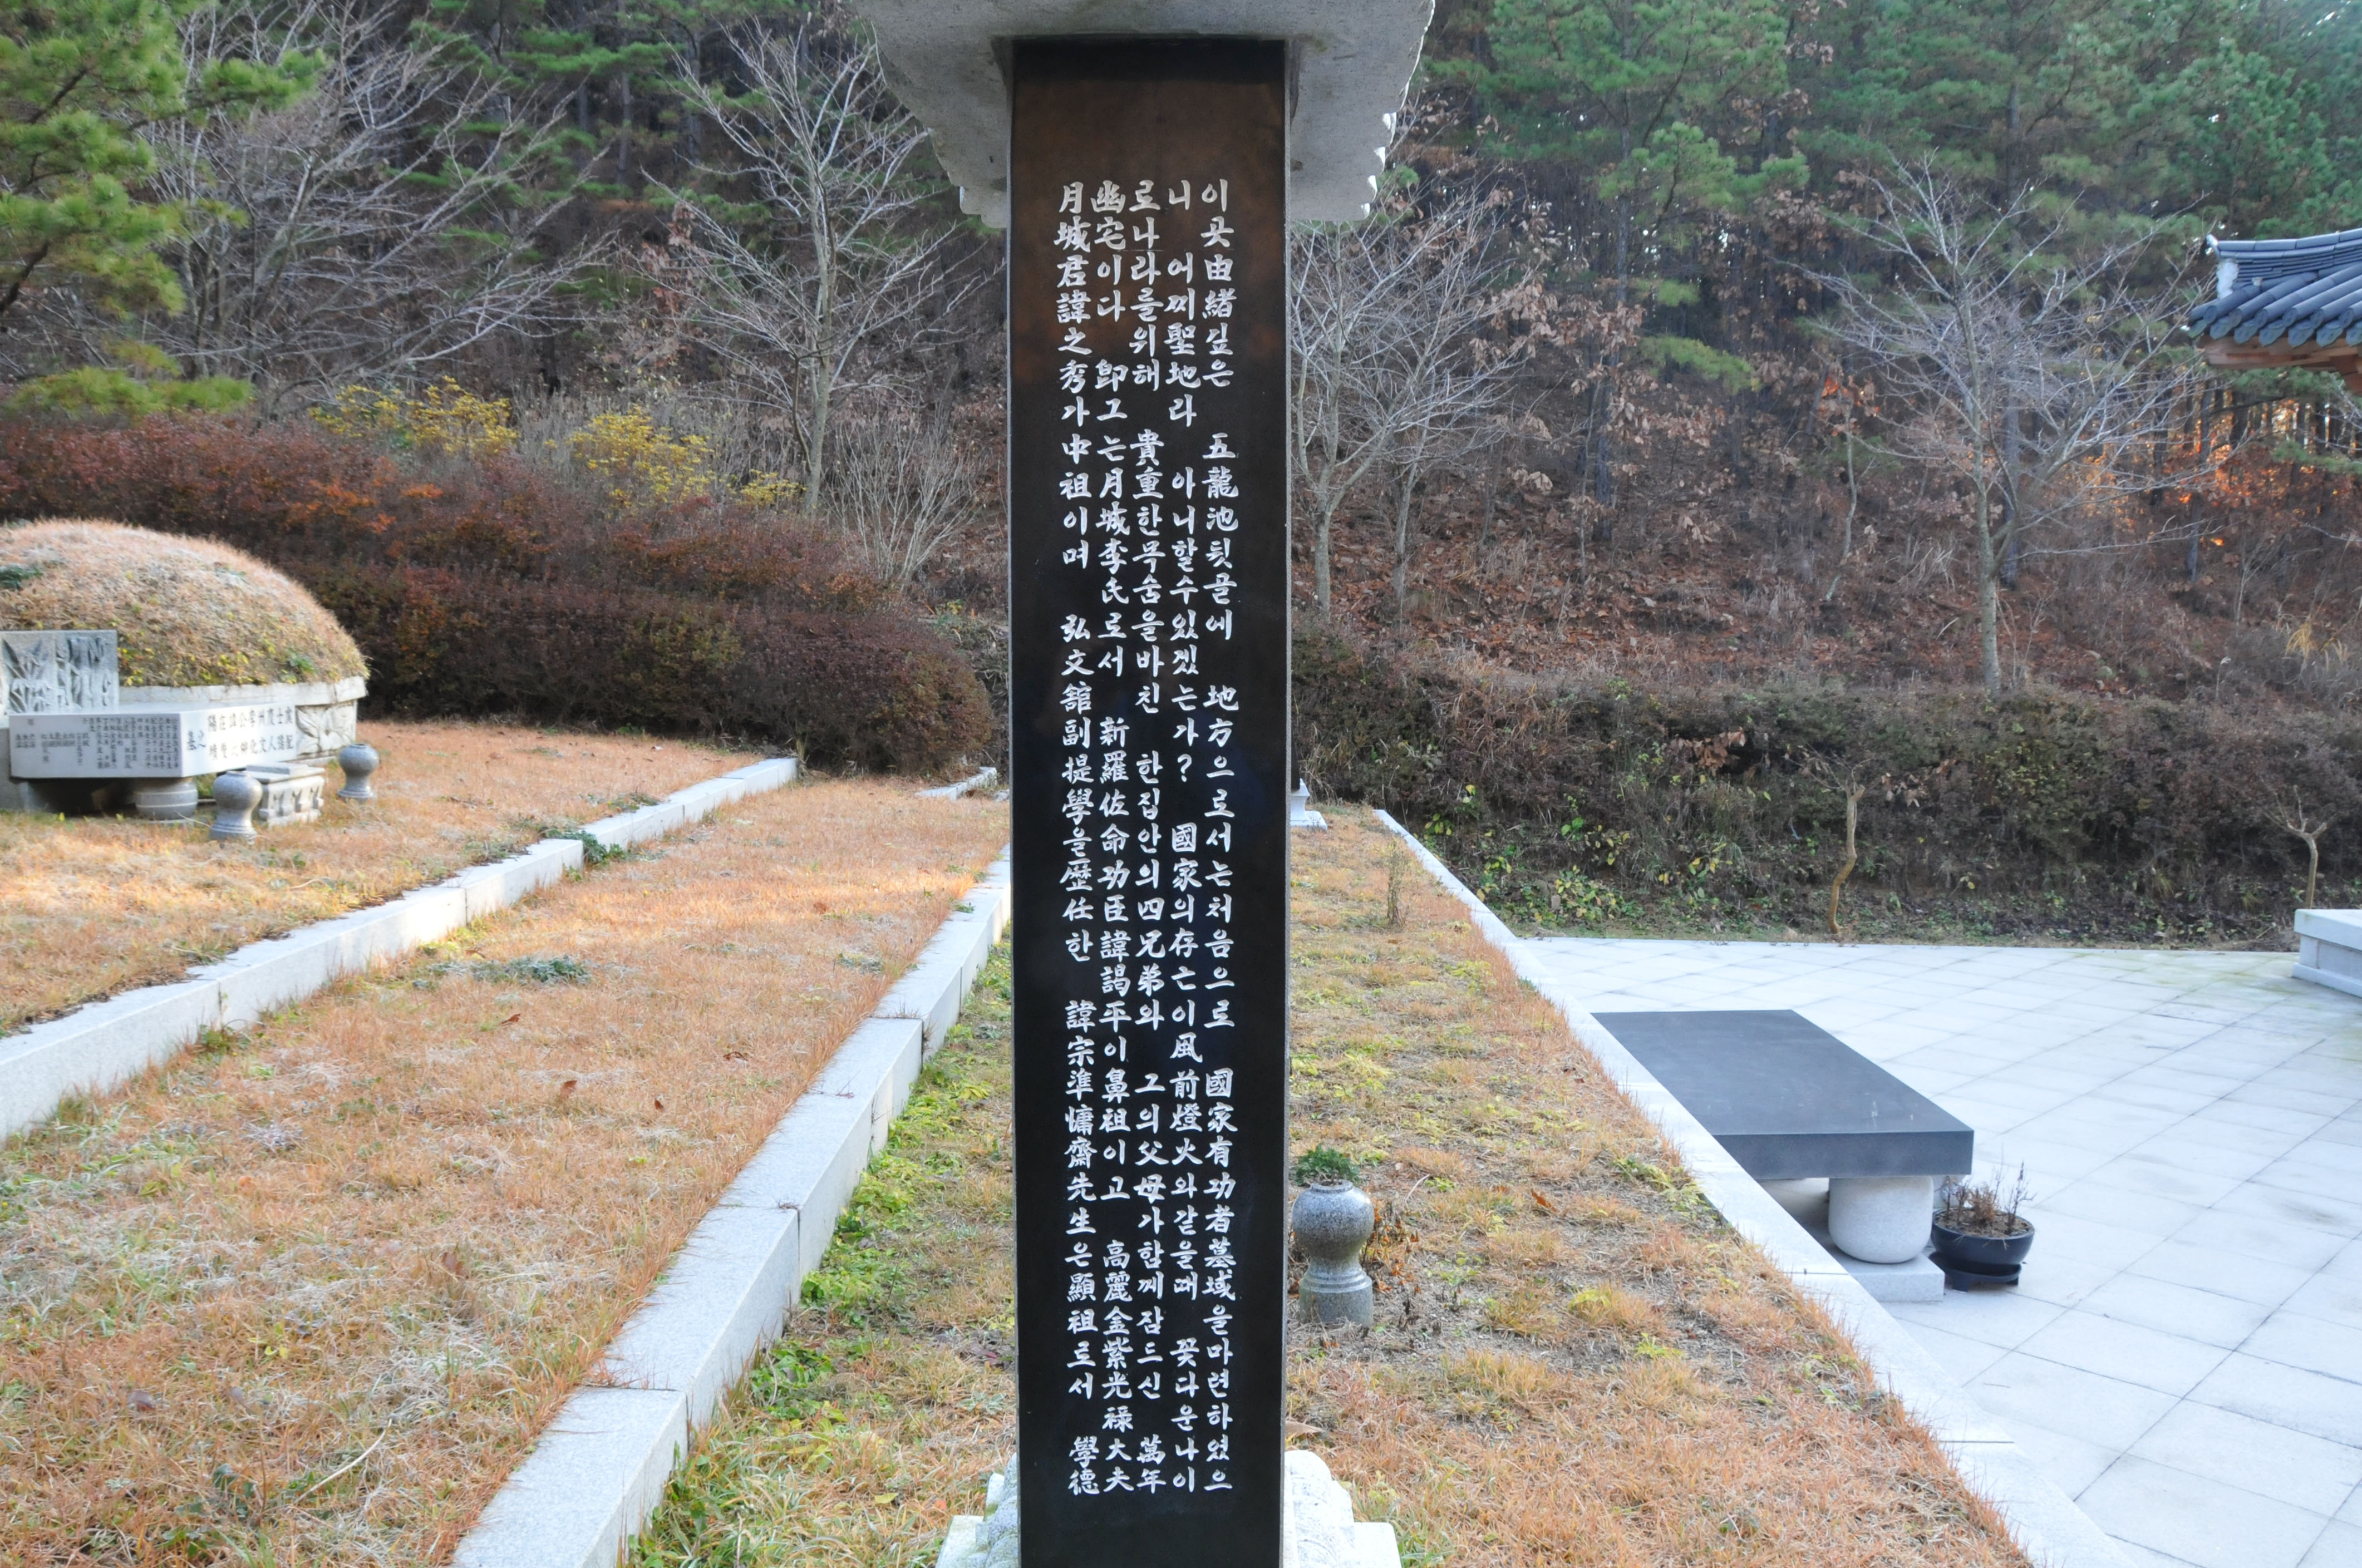 이곳由緖깊은 五龍池뒷골에 地方으로서는처음으로 國家有功者墓域을마련하였으
니 어찌聖地라 아니할수있겠는가? 國家의存亡이風前燈火와같을때 꽃다운나이
로나라를위해 貴重한목숨을바친 한집안의四兄弟와 그의父母가함께잠드신 萬年
幽宅이다 卽그는月城李氏로서 新羅佐命功臣諱謁平이鼻祖이고 高麗金紫光祿大夫
月城君諱之秀가中祖이며 弘文舘副提學을歷任한 諱宗準慵齋先生은顯祖로서 學德